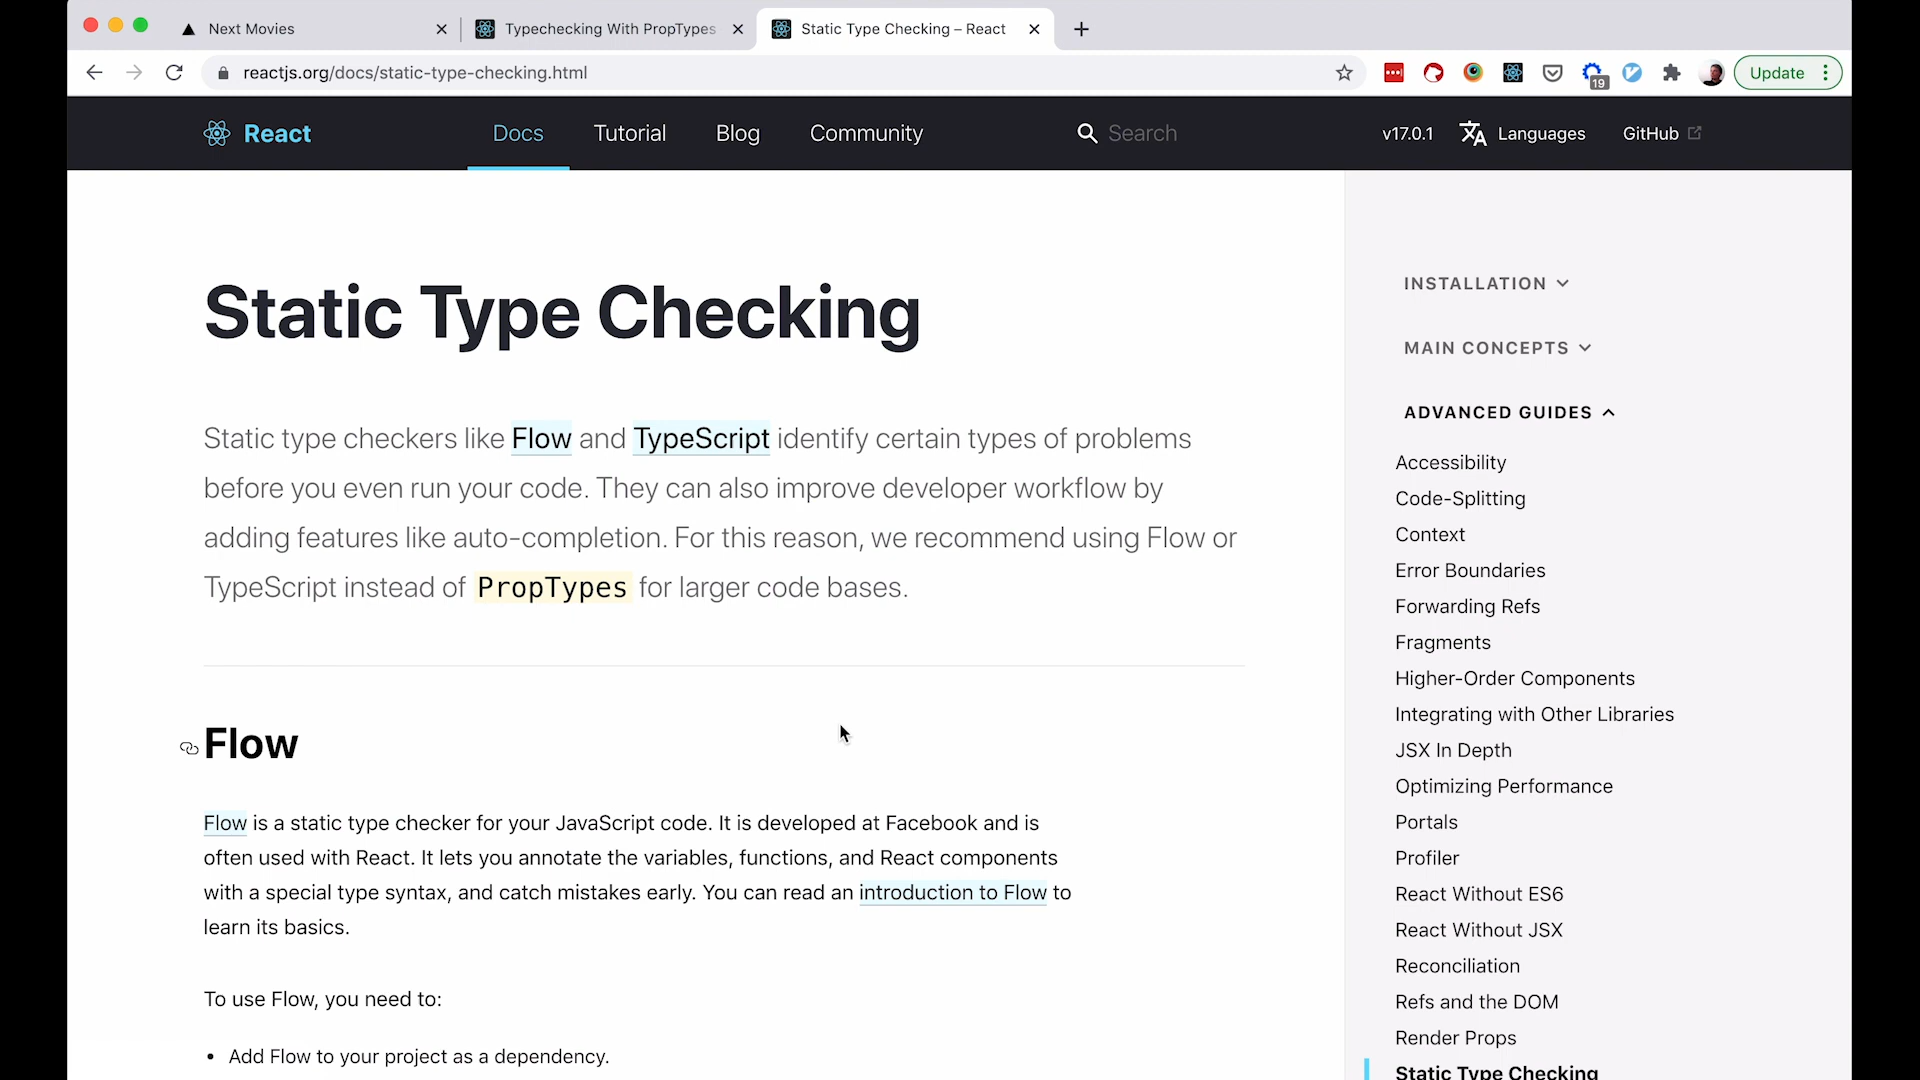 Next Movies
Typechecking With PropTypes
Static Type Checking – React
reactjs.org/docs/static-type-checking.html
19
Update
React
Docs
Tutorial
Blog
Community
Search
v17.0.1
Languages
GitHub
Static Type Checking
Static type checkers like Flow and TypeScript identify certain types of problems
before you even run your code. They can also improve developer workflow by
adding features like auto-completion. For this reason, we recommend using Flow or
TypeScript instead of PropTypes for larger code bases.
Flow
Flow is a static type checker for your JavaScript code. It is developed at Facebook and is
often used with React. It lets you annotate the variables, functions, and React components
with a special type syntax, and catch mistakes early. You can read an introduction to Flow to
learn its basics.
To use Flow, you need to:
• Add Flow to your project as a dependency.
INSTALLATION
MAIN CONCEPTS
ADVANCED GUIDES
Accessibility
Code-Splitting
Context
Error Boundaries
Forwarding Refs
Fragments
Higher-Order Components
Integrating with Other Libraries
JSX In Depth
Optimizing Performance
Portals
Profiler
React Without ES6
React Without JSX
Reconciliation
Refs and the DOM
Render Props
Static Type Checking